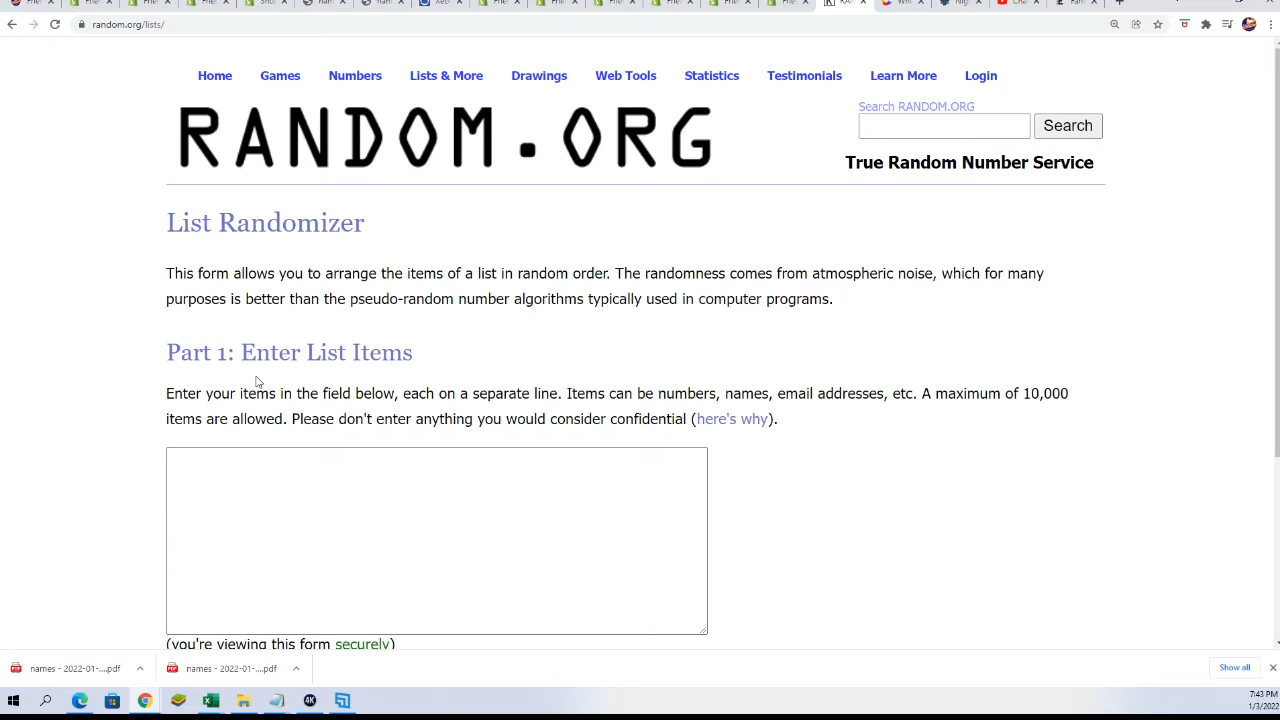 random.org/lists/
Home Games Numbers Lists & More Drawings Web Tools Statistics Testimonials Learn More Login
RANDOM.ORG
Search RANDOM.ORG
Search
True Random Number Service
List Randomizer
This form allows you to arrange the items of a list in random order. The randomness comes from atmospheric noise, which for many
purposes is better than the pseudo-random number algorithms typically used in computer programs.
Part 1: Enter List Items
Enter your items in the field below, each on a separate line. Items can be numbers, names, email addresses, etc. A maximum of 10,000
items are allowed. Please don't enter anything you would consider confidential (here's why).
(you're viewing this form securely)
names - 2022-01-....pdf names - 2022-01-....pdf Show all
4K
7:43 PM
1/3/2022